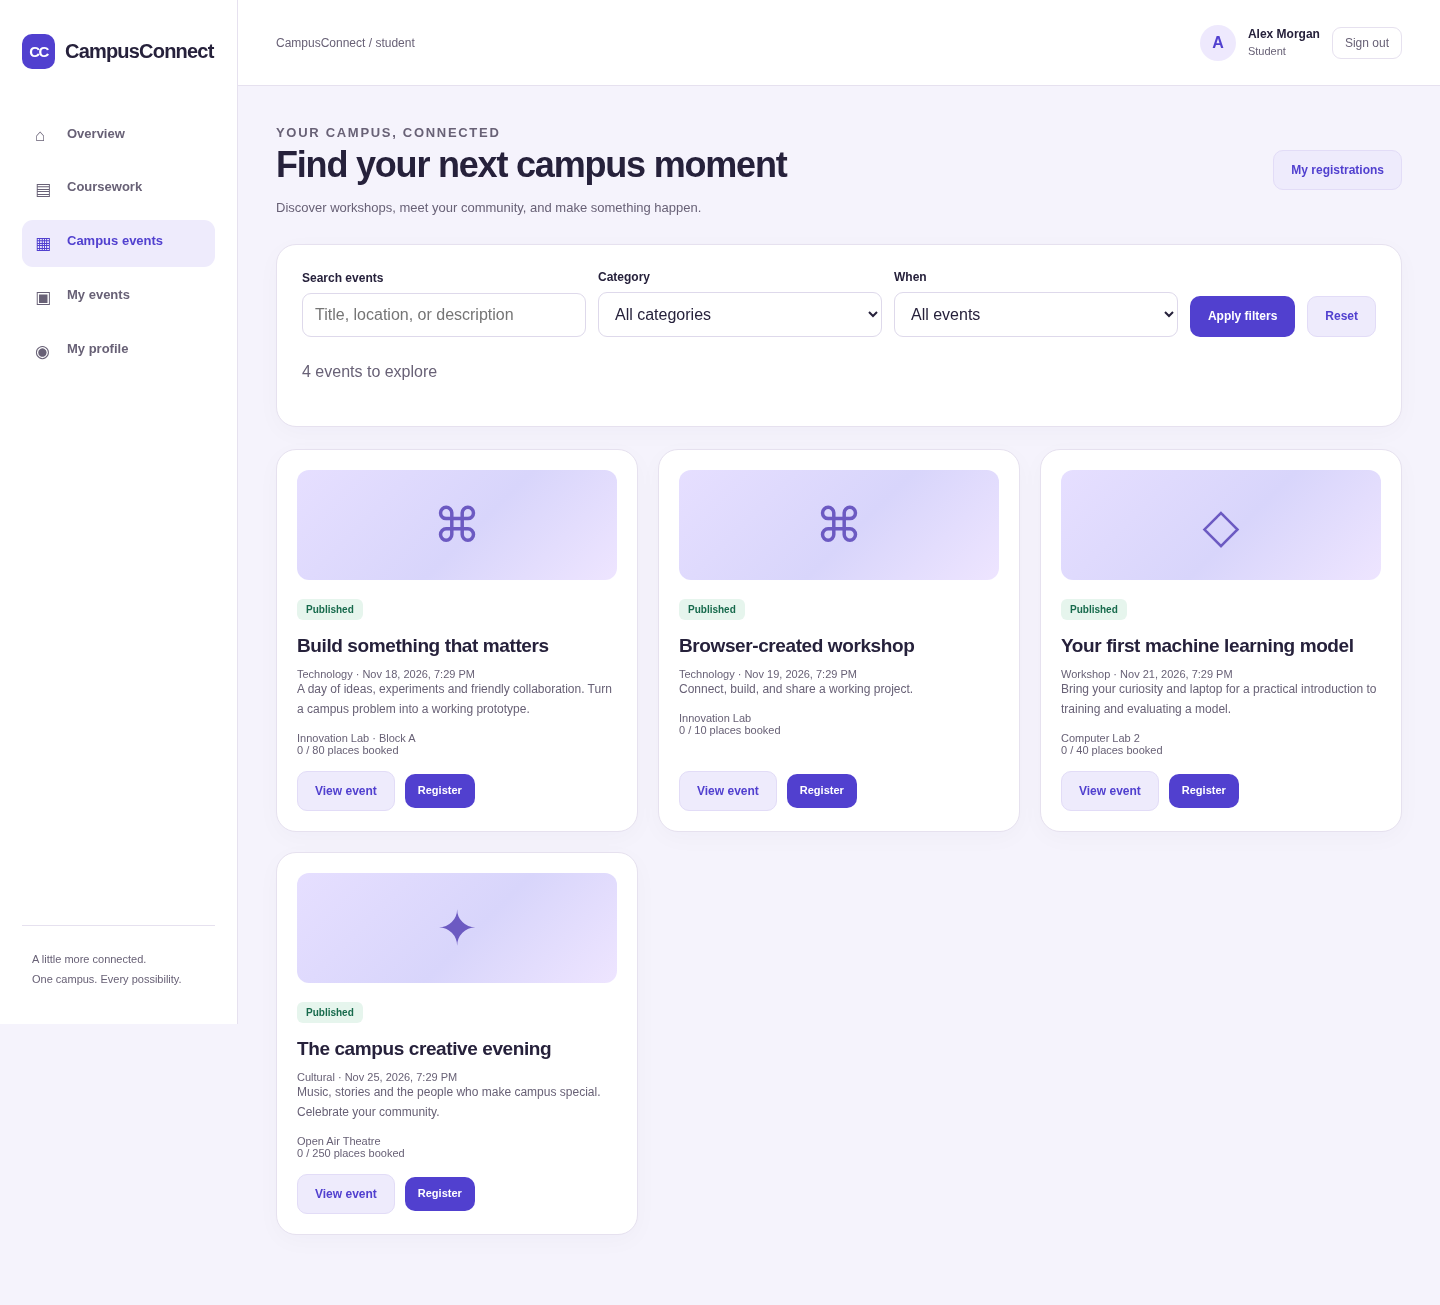 CC CampusConnect
Overview
Coursework
Campus events
My events
My profile
A little more connected.
One campus. Every possibility.
CampusConnect / student
A
Alex Morgan
Student
Sign out
YOUR CAMPUS, CONNECTED
Find your next campus moment
Discover workshops, meet your community, and make something happen.
My registrations
Search events
Title, location, or description
Category
All categories
When
All events
Apply filters
Reset
4 events to explore
Published
Build something that matters
Technology · Nov 18, 2026, 7:29 PM
A day of ideas, experiments and friendly collaboration. Turn
a campus problem into a working prototype.
Innovation Lab · Block A
0 / 80 places booked
View event
Register
Published
Browser-created workshop
Technology · Nov 19, 2026, 7:29 PM
Connect, build, and share a working project.
Innovation Lab
0 / 10 places booked
View event
Register
Published
Your first machine learning model
Workshop · Nov 21, 2026, 7:29 PM
Bring your curiosity and laptop for a practical introduction to
training and evaluating a model.
Computer Lab 2
0 / 40 places booked
View event
Register
Published
The campus creative evening
Cultural · Nov 25, 2026, 7:29 PM
Music, stories and the people who make campus special.
Celebrate your community.
Open Air Theatre
0 / 250 places booked
View event
Register